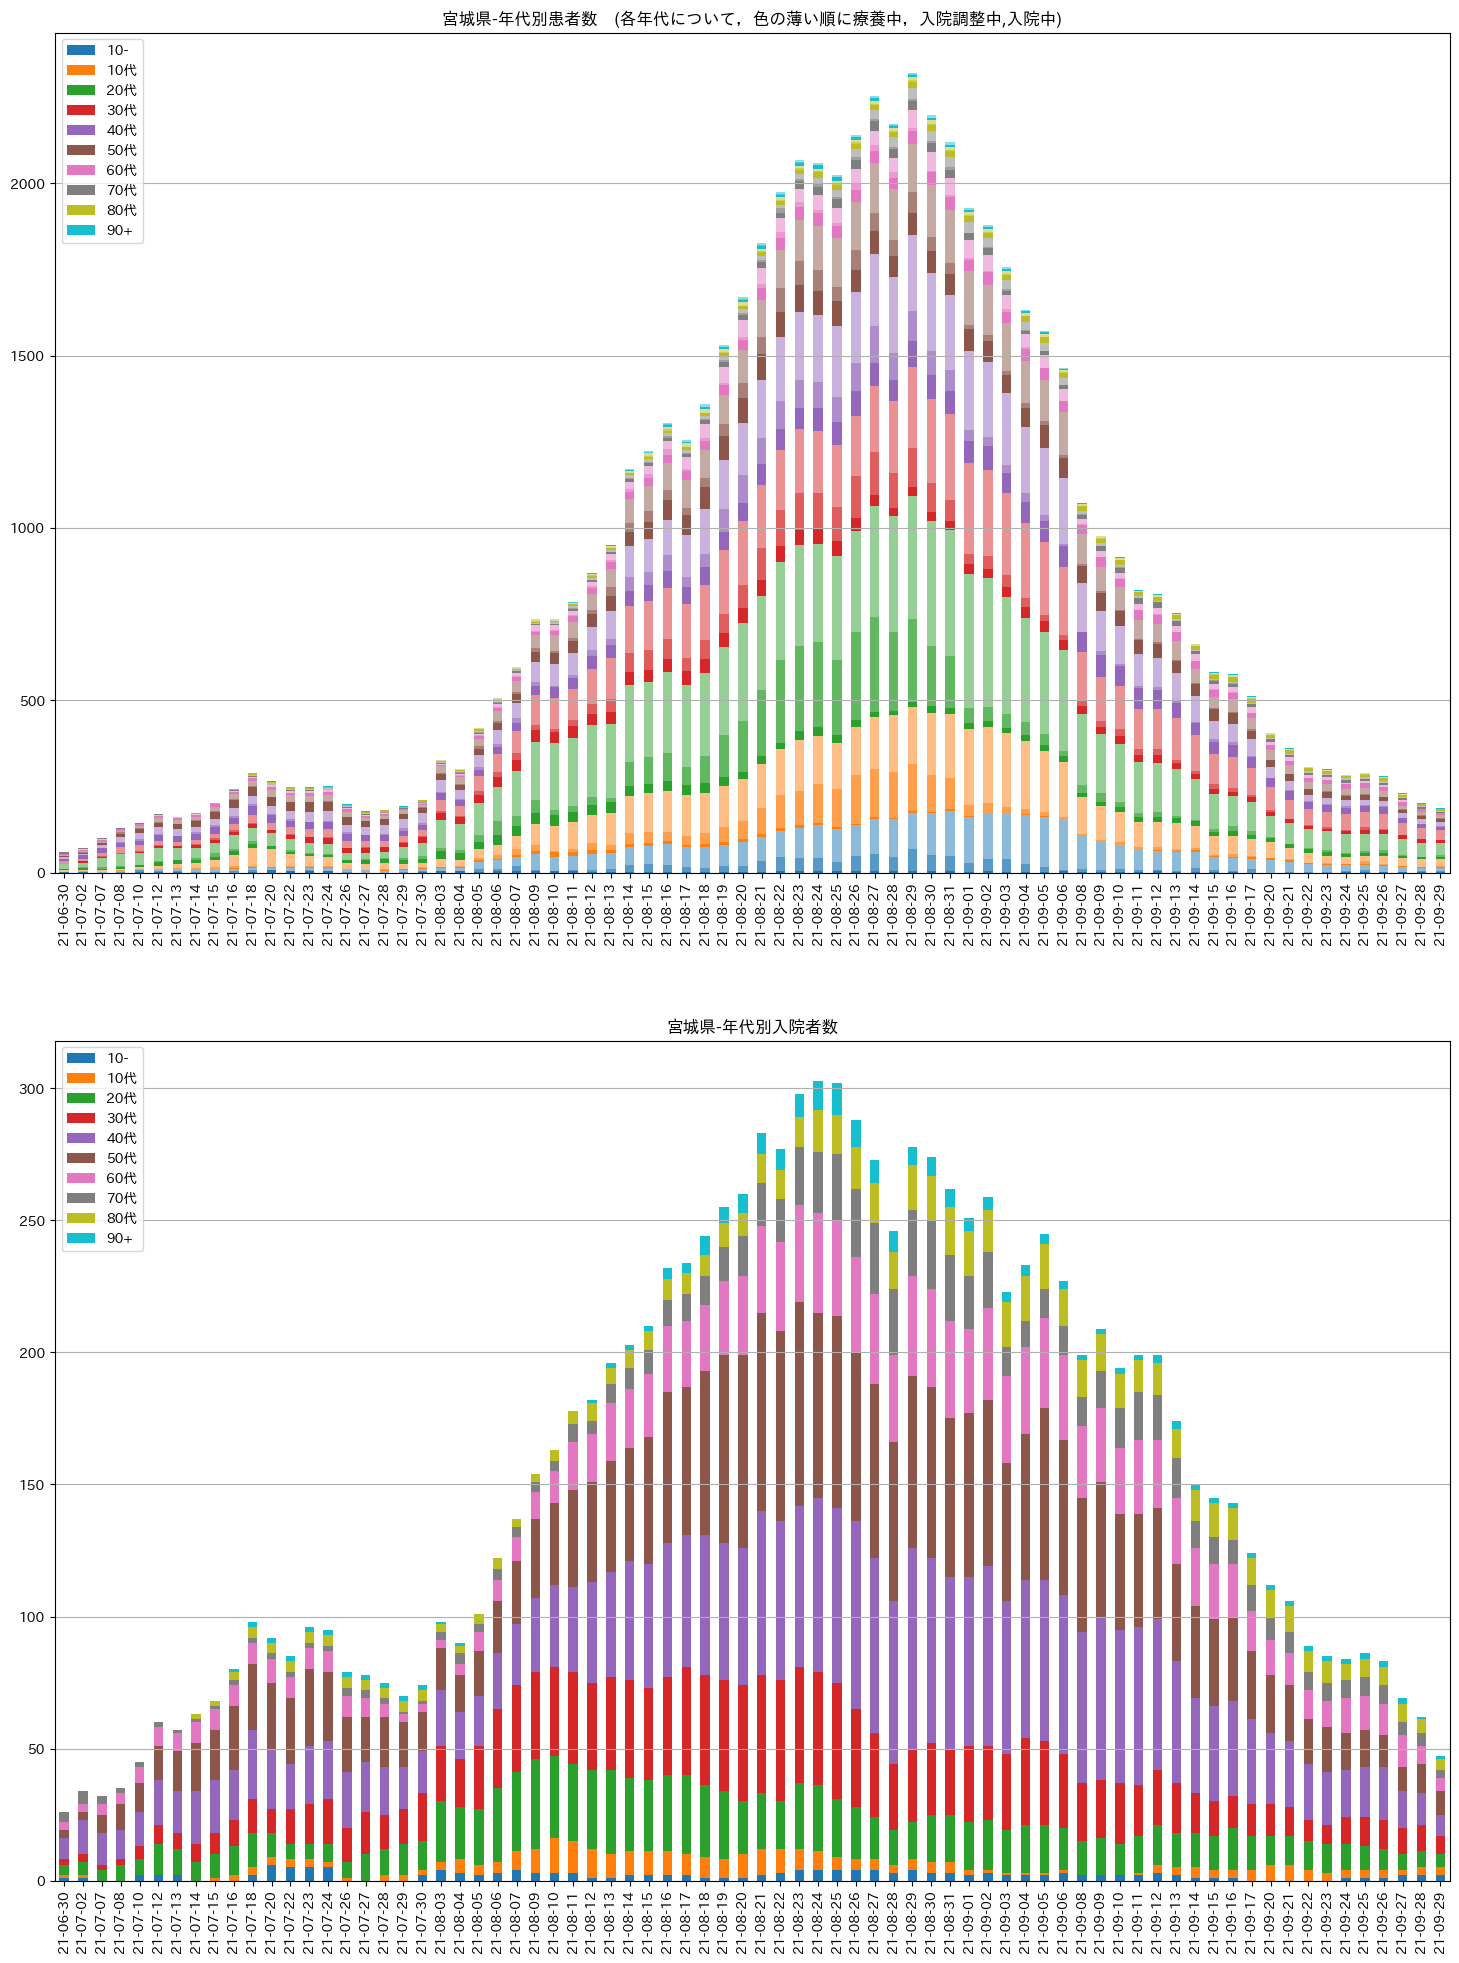 宮城県-年代別患者数　(各年代について，色の薄い順に療養中，入院調整中,入院中)
10-
10代
20代
30代
40代
50代
60代
70代
80代
90+
2000
1500
1000
500
0
21-06-30 21-07-02 21-07-07 21-07-08 21-07-10 21-07-12 21-07-13 21-07-14 21-07-15 21-07-16 21-07-18 21-07-20 21-07-22 21-07-23 21-07-24 21-07-26 21-07-27 21-07-28 21-07-29 21-07-30 21-08-03 21-08-04 21-08-05 21-08-06 21-08-07 21-08-09 21-08-10 21-08-11 21-08-12 21-08-13 21-08-14 21-08-15 21-08-16 21-08-17 21-08-18 21-08-19 21-08-20 21-08-21 21-08-22 21-08-23 21-08-24 21-08-25 21-08-26 21-08-27 21-08-28 21-08-29 21-08-30 21-08-31 21-09-01 21-09-02 21-09-03 21-09-04 21-09-05 21-09-06 21-09-08 21-09-09 21-09-10 21-09-11 21-09-12 21-09-13 21-09-14 21-09-15 21-09-16 21-09-17 21-09-20 21-09-21 21-09-22 21-09-23 21-09-24 21-09-25 21-09-26 21-09-27 21-09-28 21-09-29
宮城県-年代別入院者数
10-
10代
20代
30代
40代
50代
60代
70代
80代
90+
300
250
200
150
100
50
0
21-06-30 21-07-02 21-07-07 21-07-08 21-07-10 21-07-12 21-07-13 21-07-14 21-07-15 21-07-16 21-07-18 21-07-20 21-07-22 21-07-23 21-07-24 21-07-26 21-07-27 21-07-28 21-07-29 21-07-30 21-08-03 21-08-04 21-08-05 21-08-06 21-08-07 21-08-09 21-08-10 21-08-11 21-08-12 21-08-13 21-08-14 21-08-15 21-08-16 21-08-17 21-08-18 21-08-19 21-08-20 21-08-21 21-08-22 21-08-23 21-08-24 21-08-25 21-08-26 21-08-27 21-08-28 21-08-29 21-08-30 21-08-31 21-09-01 21-09-02 21-09-03 21-09-04 21-09-05 21-09-06 21-09-08 21-09-09 21-09-10 21-09-11 21-09-12 21-09-13 21-09-14 21-09-15 21-09-16 21-09-17 21-09-20 21-09-21 21-09-22 21-09-23 21-09-24 21-09-25 21-09-26 21-09-27 21-09-28 21-09-29